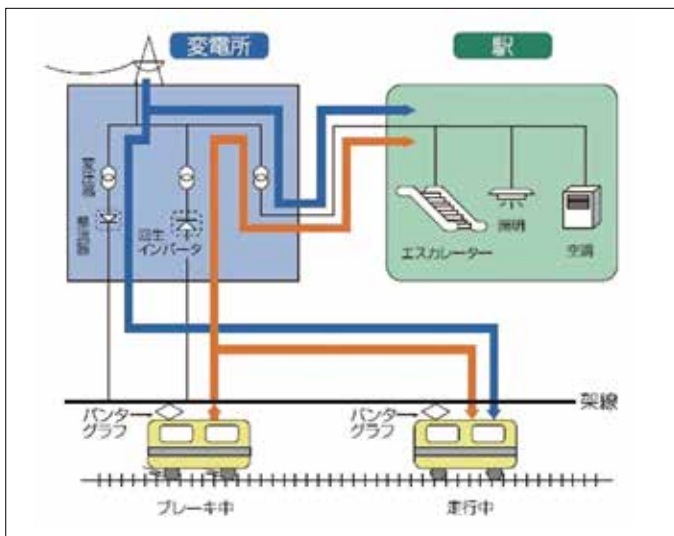 変電所
駅
変圧器
整流器
回生
インバータ
エスカレーター
照明
空調
架線
パンタ
グラフ
パンタ
グラフ
ブレーキ中
走行中